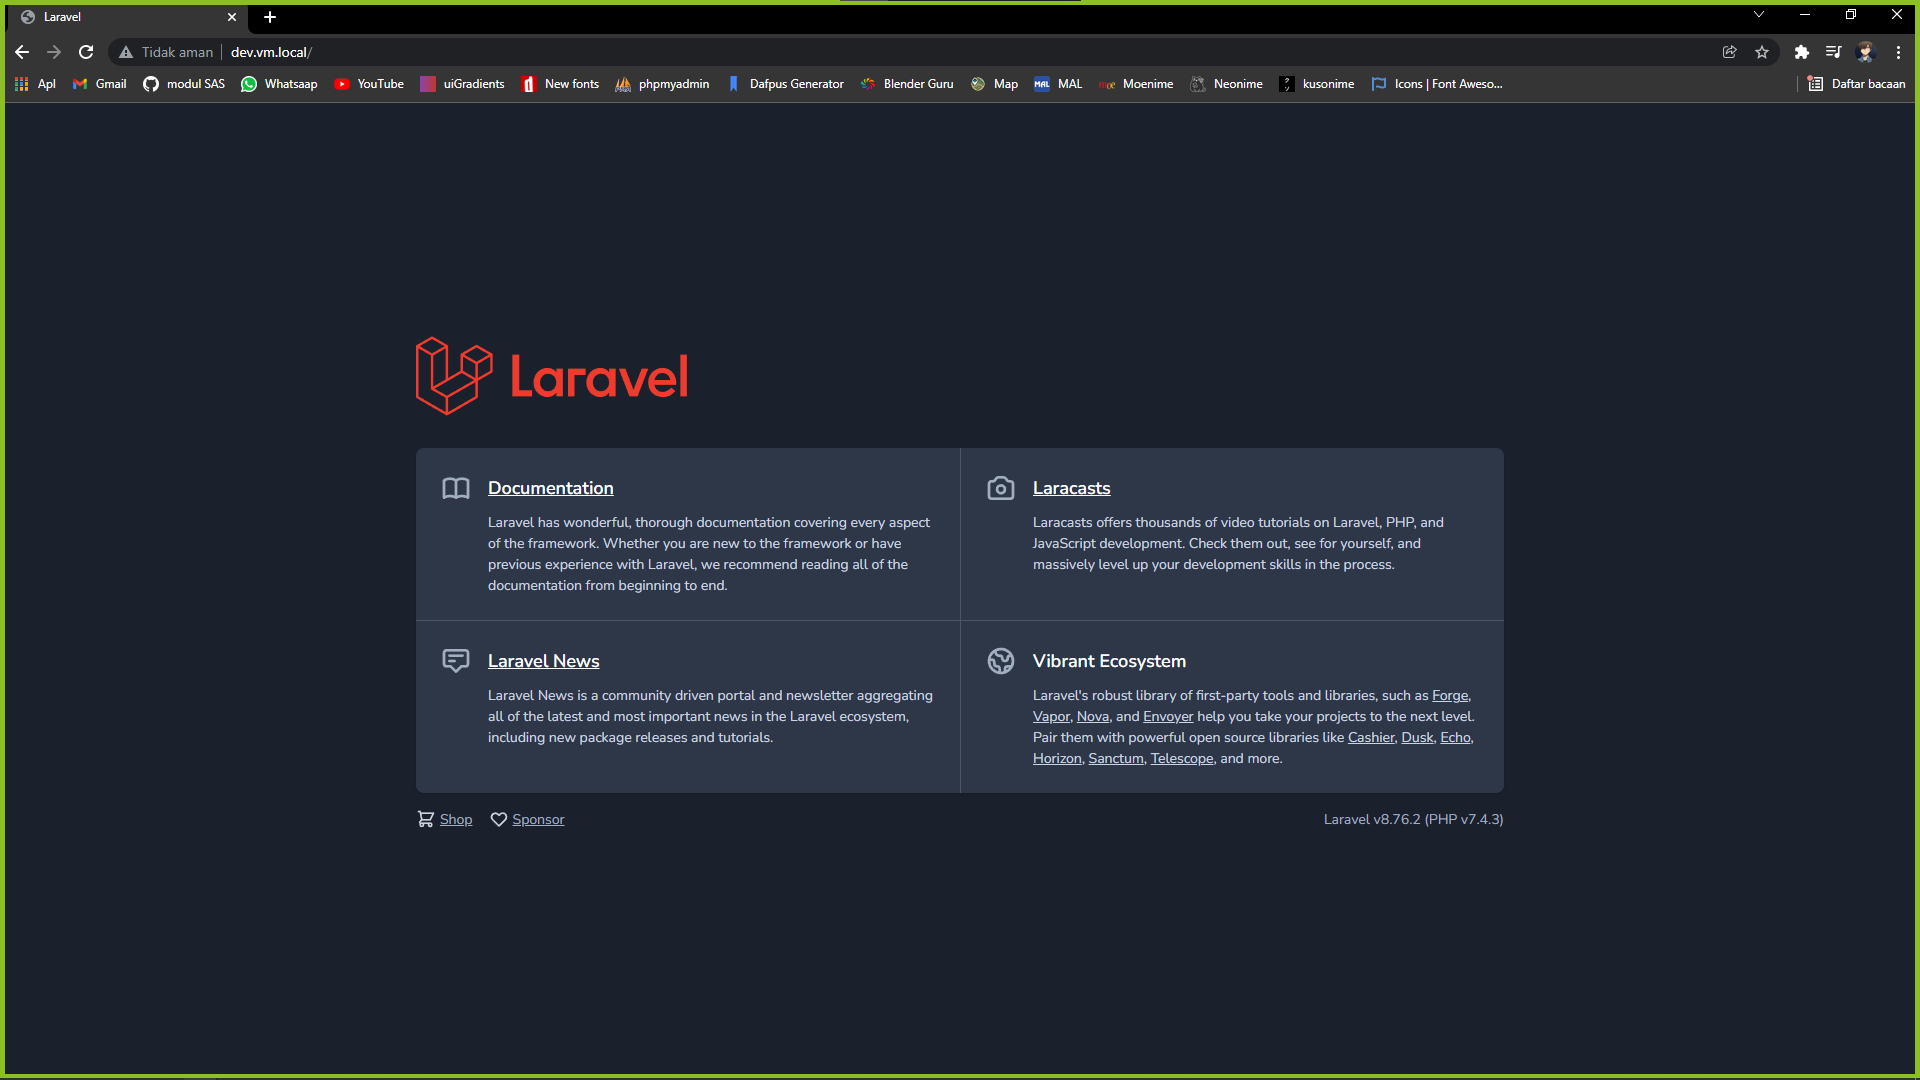 Laravel
Tidak aman dev.vm.local/
Apl Gmail modul SAS Whatsaap YouTube uiGradients New fonts phpmyadmin Dafpus Generator Blender Guru Map MAL MAL moe Moenime Neonime kusonime Icons | Font Aweso... Daftar bacaan
Laravel
Documentation
Laravel has wonderful, thorough documentation covering every aspect
of the framework. Whether you are new to the framework or have
previous experience with Laravel, we recommend reading all of the
documentation from beginning to end.
Laracasts
Laracasts offers thousands of video tutorials on Laravel, PHP, and
JavaScript development. Check them out, see for yourself, and
massively level up your development skills in the process.
Laravel News
Laravel News is a community driven portal and newsletter aggregating
all of the latest and most important news in the Laravel ecosystem,
including new package releases and tutorials.
Vibrant Ecosystem
Laravel's robust library of first-party tools and libraries, such as Forge,
Vapor, Nova, and Envoyer help you take your projects to the next level.
Pair them with powerful open source libraries like Cashier, Dusk, Echo,
Horizon, Sanctum, Telescope, and more.
Shop Sponsor
Laravel v8.76.2 (PHP v7.4.3)